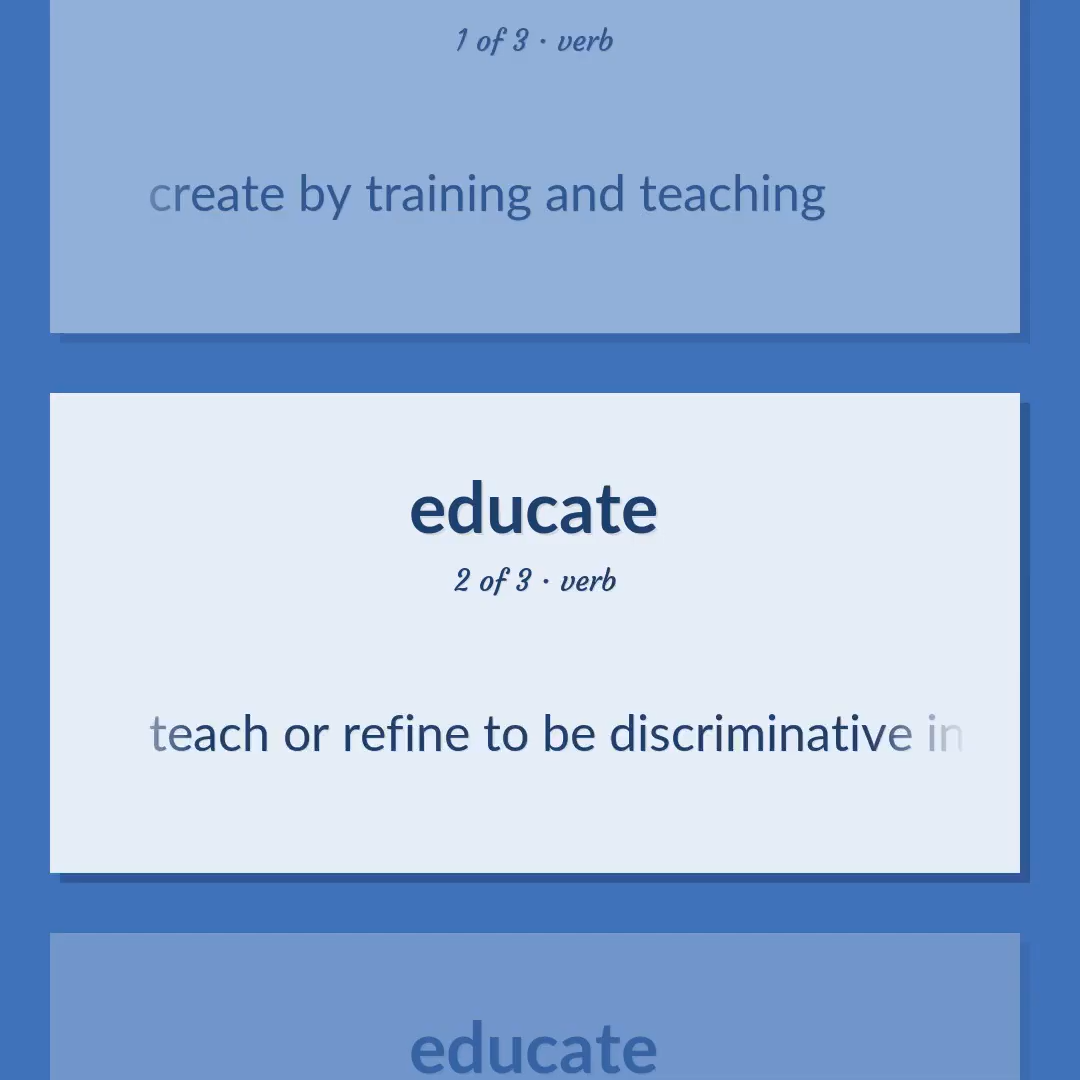 1 of 3 · verb
create by training and teaching
educate
2 of 3 · verb
teach or refine to be discriminative in
educate